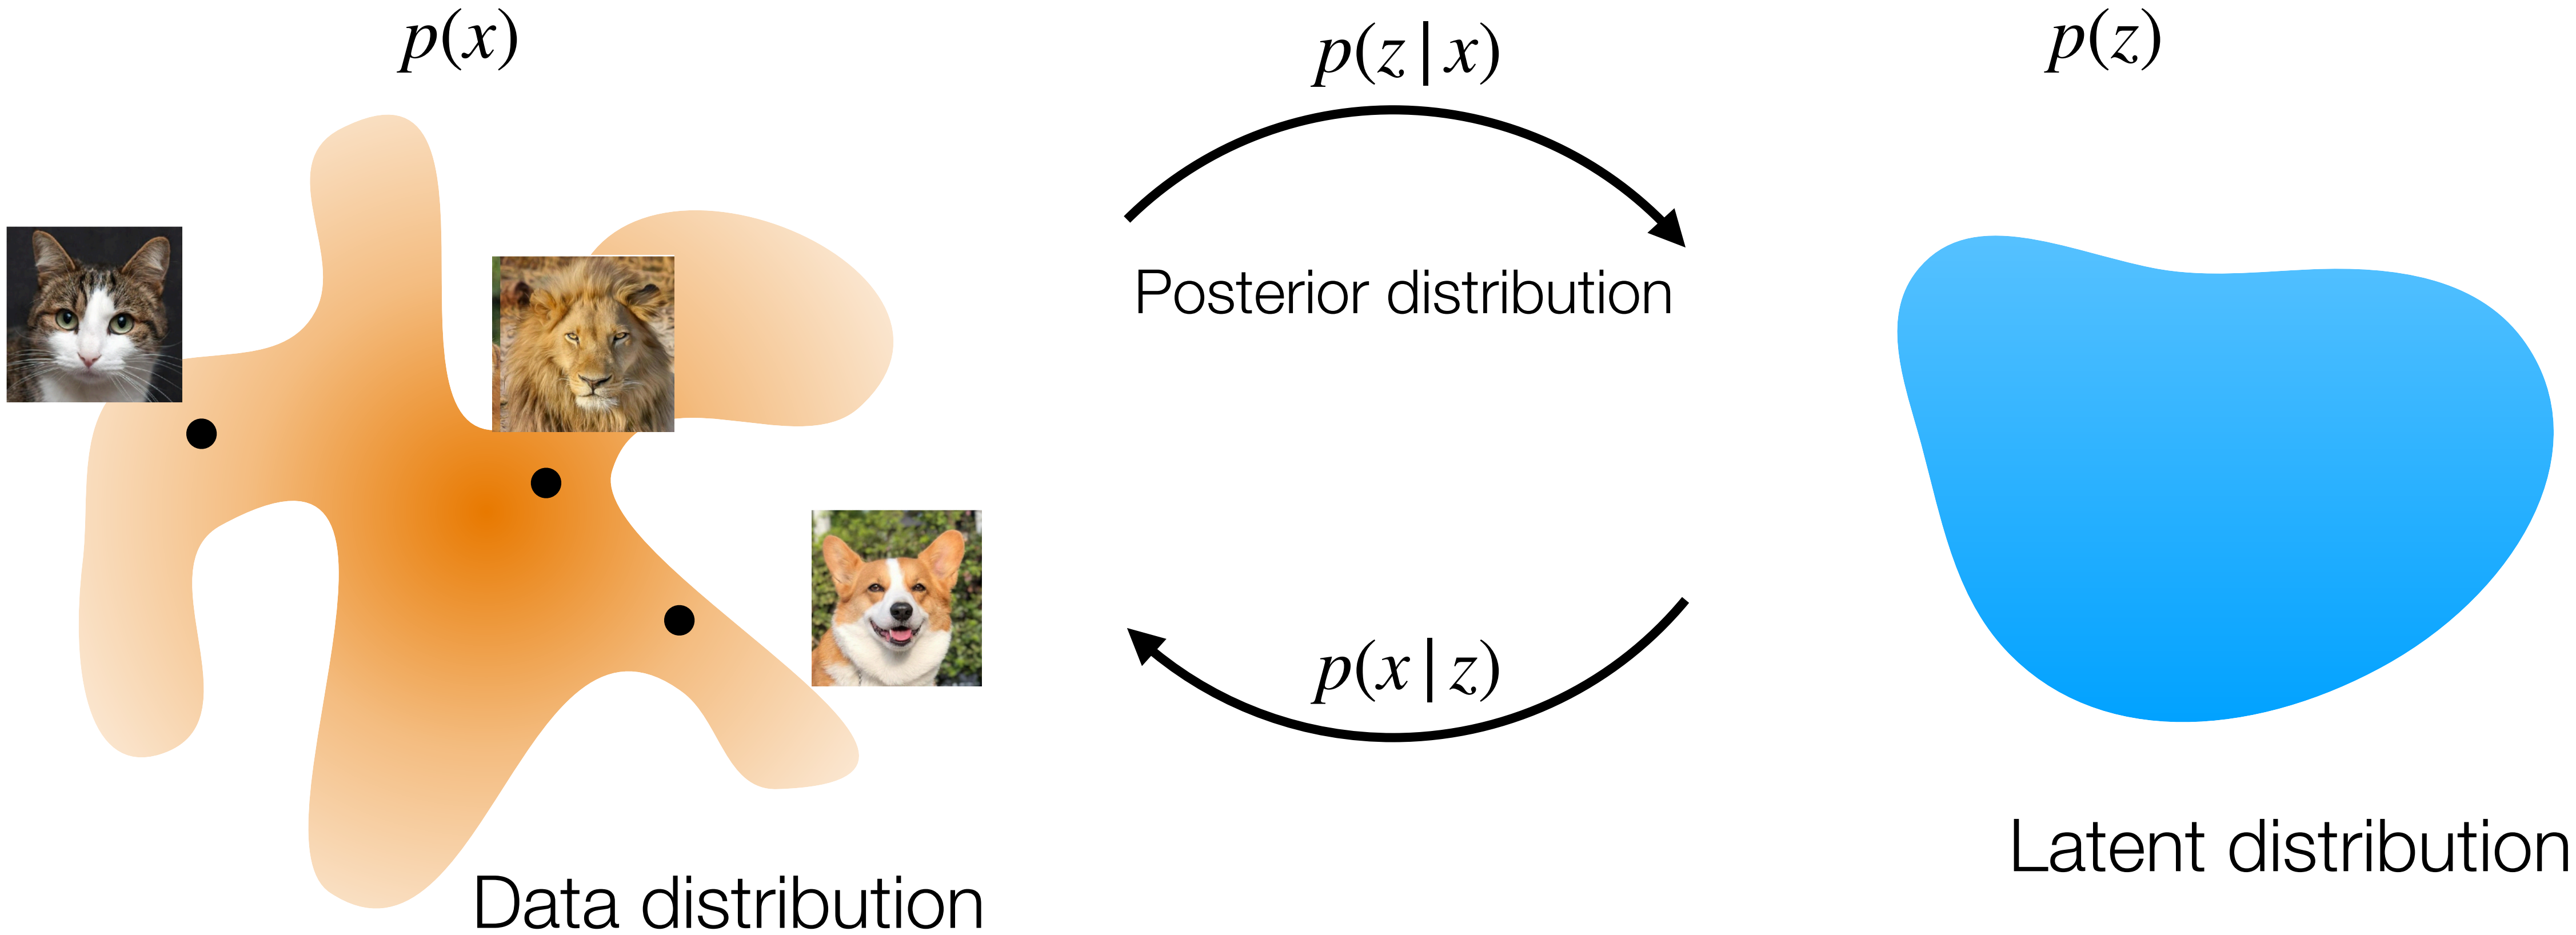 p(x)
p(z|x)
p(z)
Posterior distribution
p(x|z)
Latent distribution
Data distribution